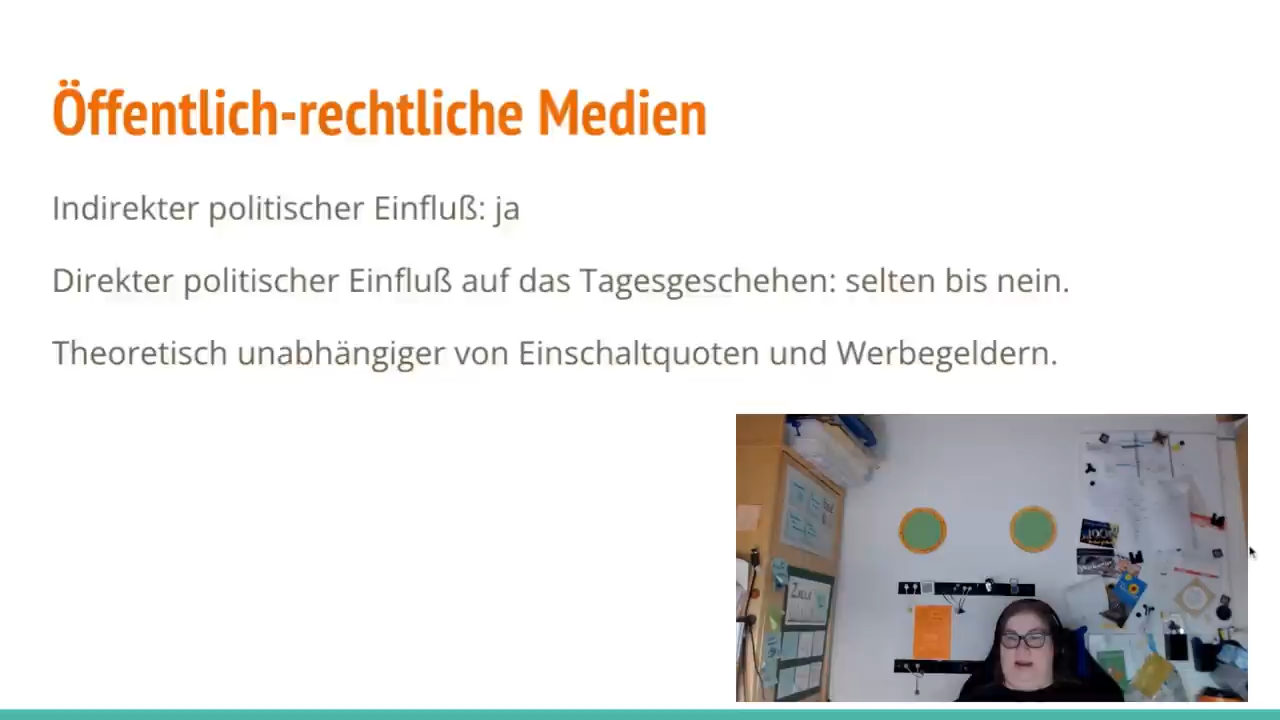 Öffentlich-rechtliche Medien
Indirekter politischer Einfluß: ja
Direkter politischer Einfluß auf das Tagesgeschehen: selten bis nein.
Theoretisch unabhängiger von Einschaltquoten und Werbegeldern.